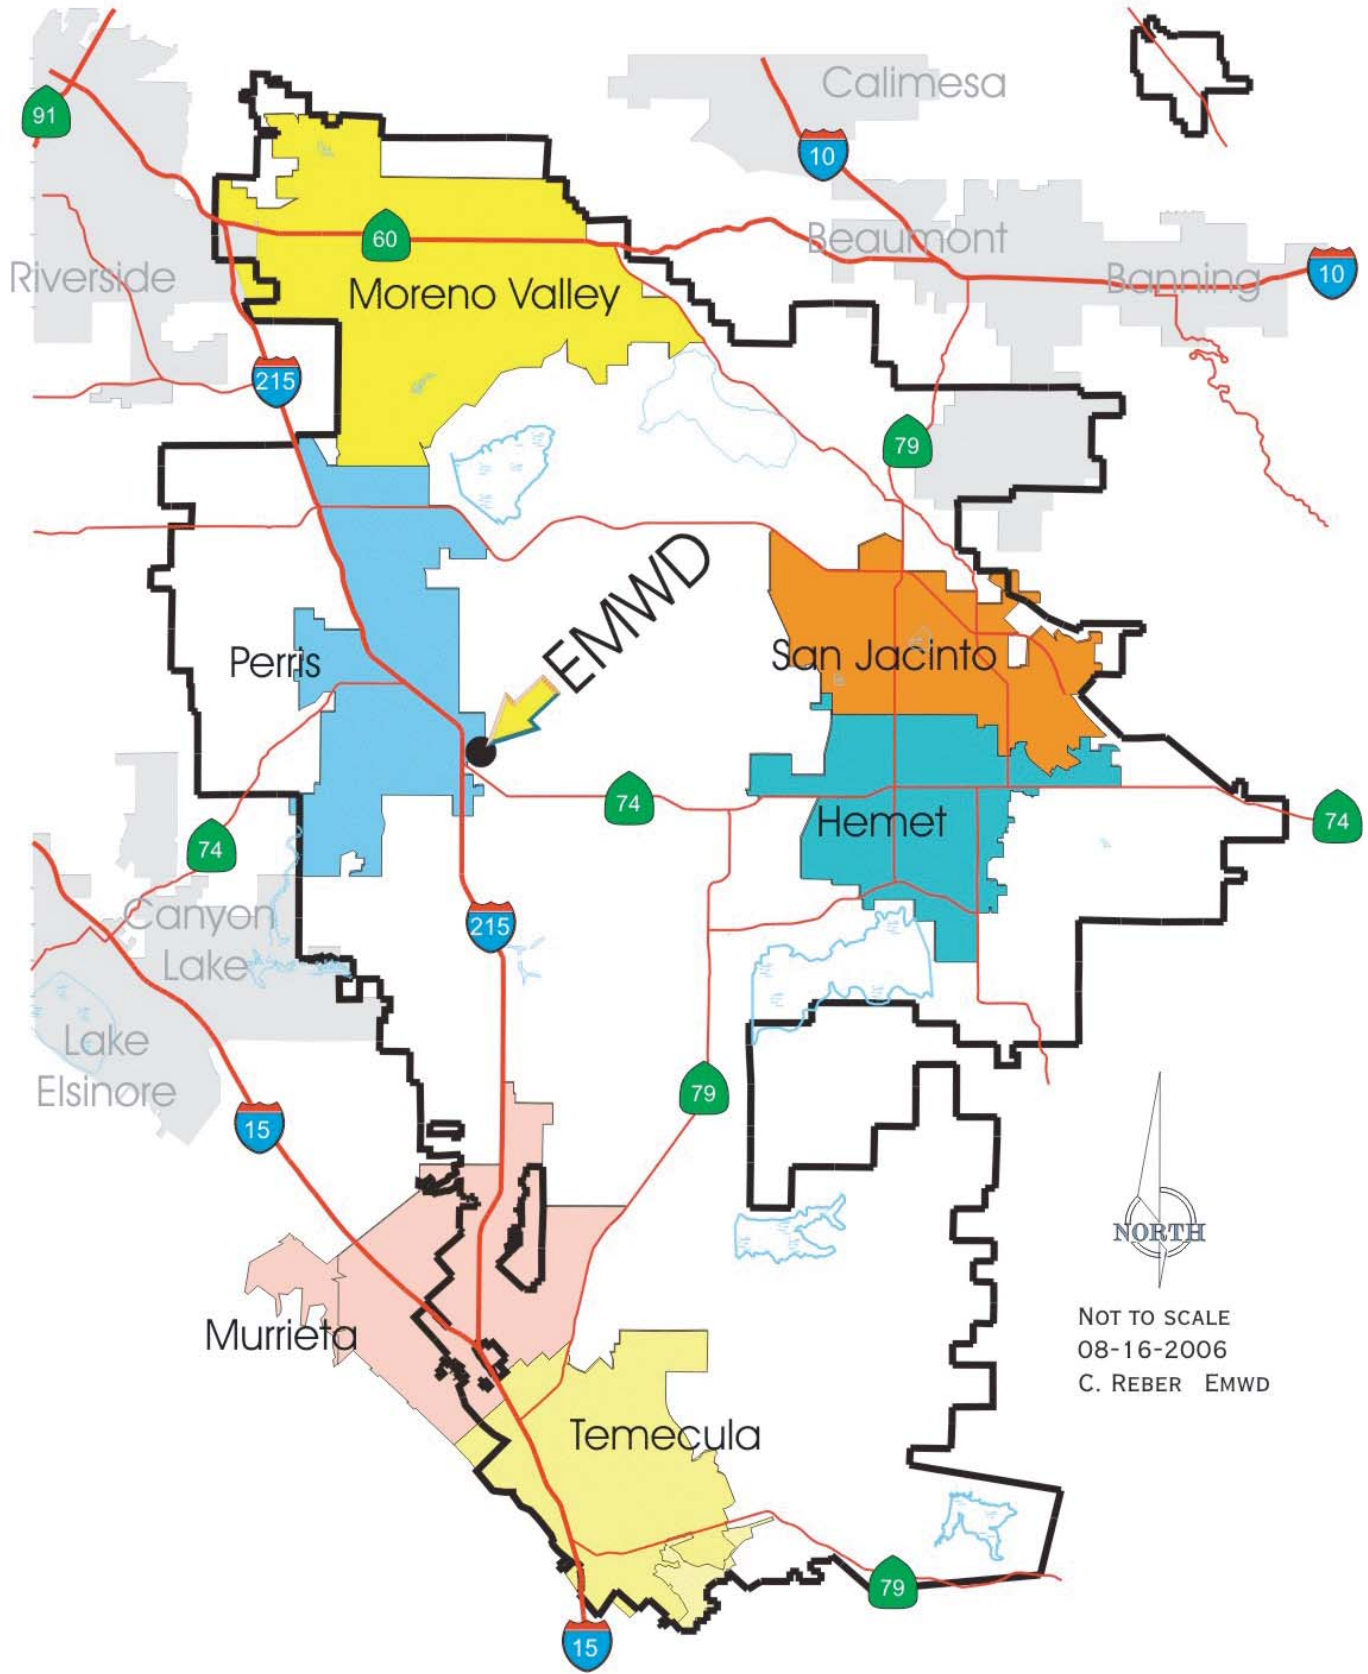 Calimesa
91
10
60
Beaumont
Riverside
Moreno Valley
Banning
10
215
79
EMWD
Perris
San Jacinto
74
Hemet
74
74
Canyon
Lake
215
Lake
Elsinore
79
15
NORTH
Murrieta
NOT TO SCALE
08-16-2006
C. REBER EMWD
Temecula
79
15